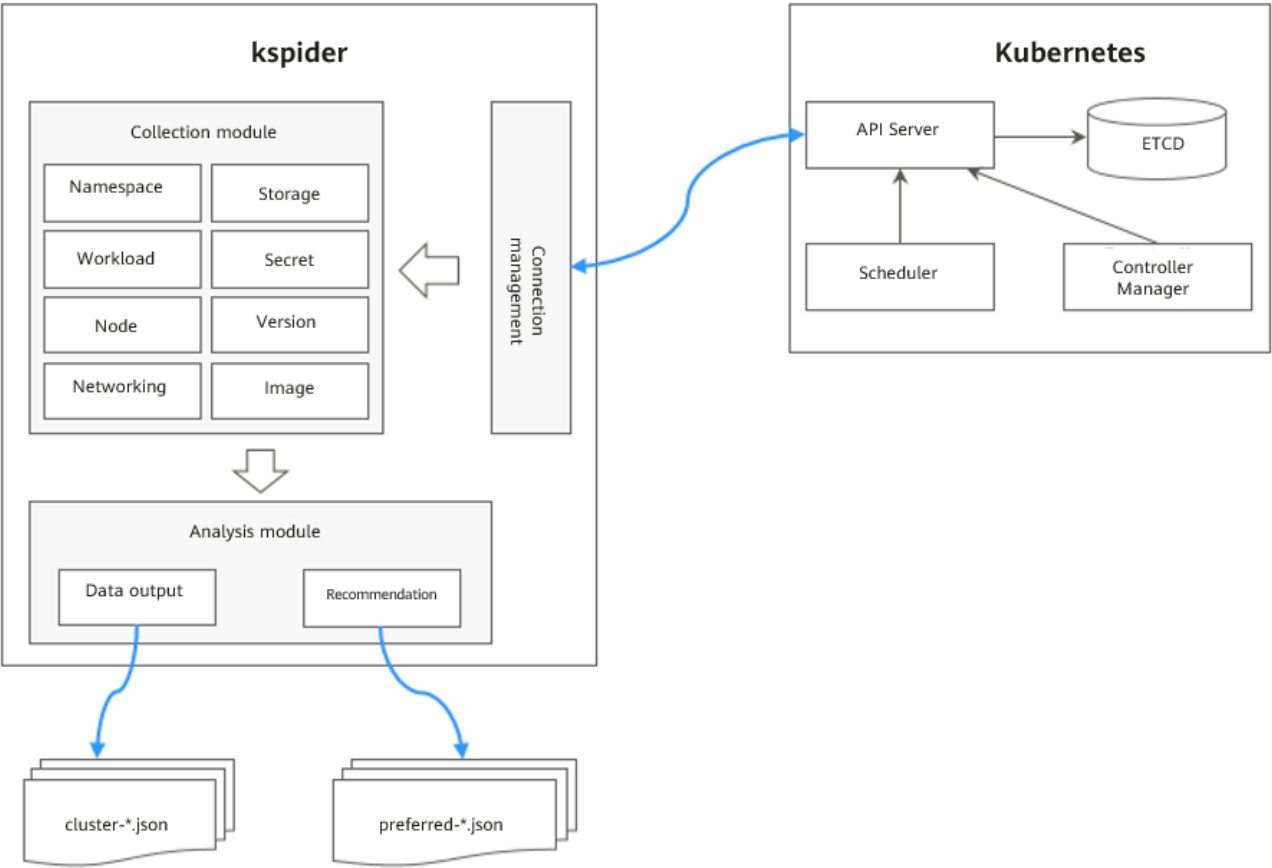 kspider
Collection module
Namespace
Storage
Workload
Secret
Node
Version
Networking
Image
Connection
management
Analysis module
Data output
Recommendation
cluster-*.json
preferred-*.json
Kubernetes
API Server
ETCD
Scheduler
Controller
Manager